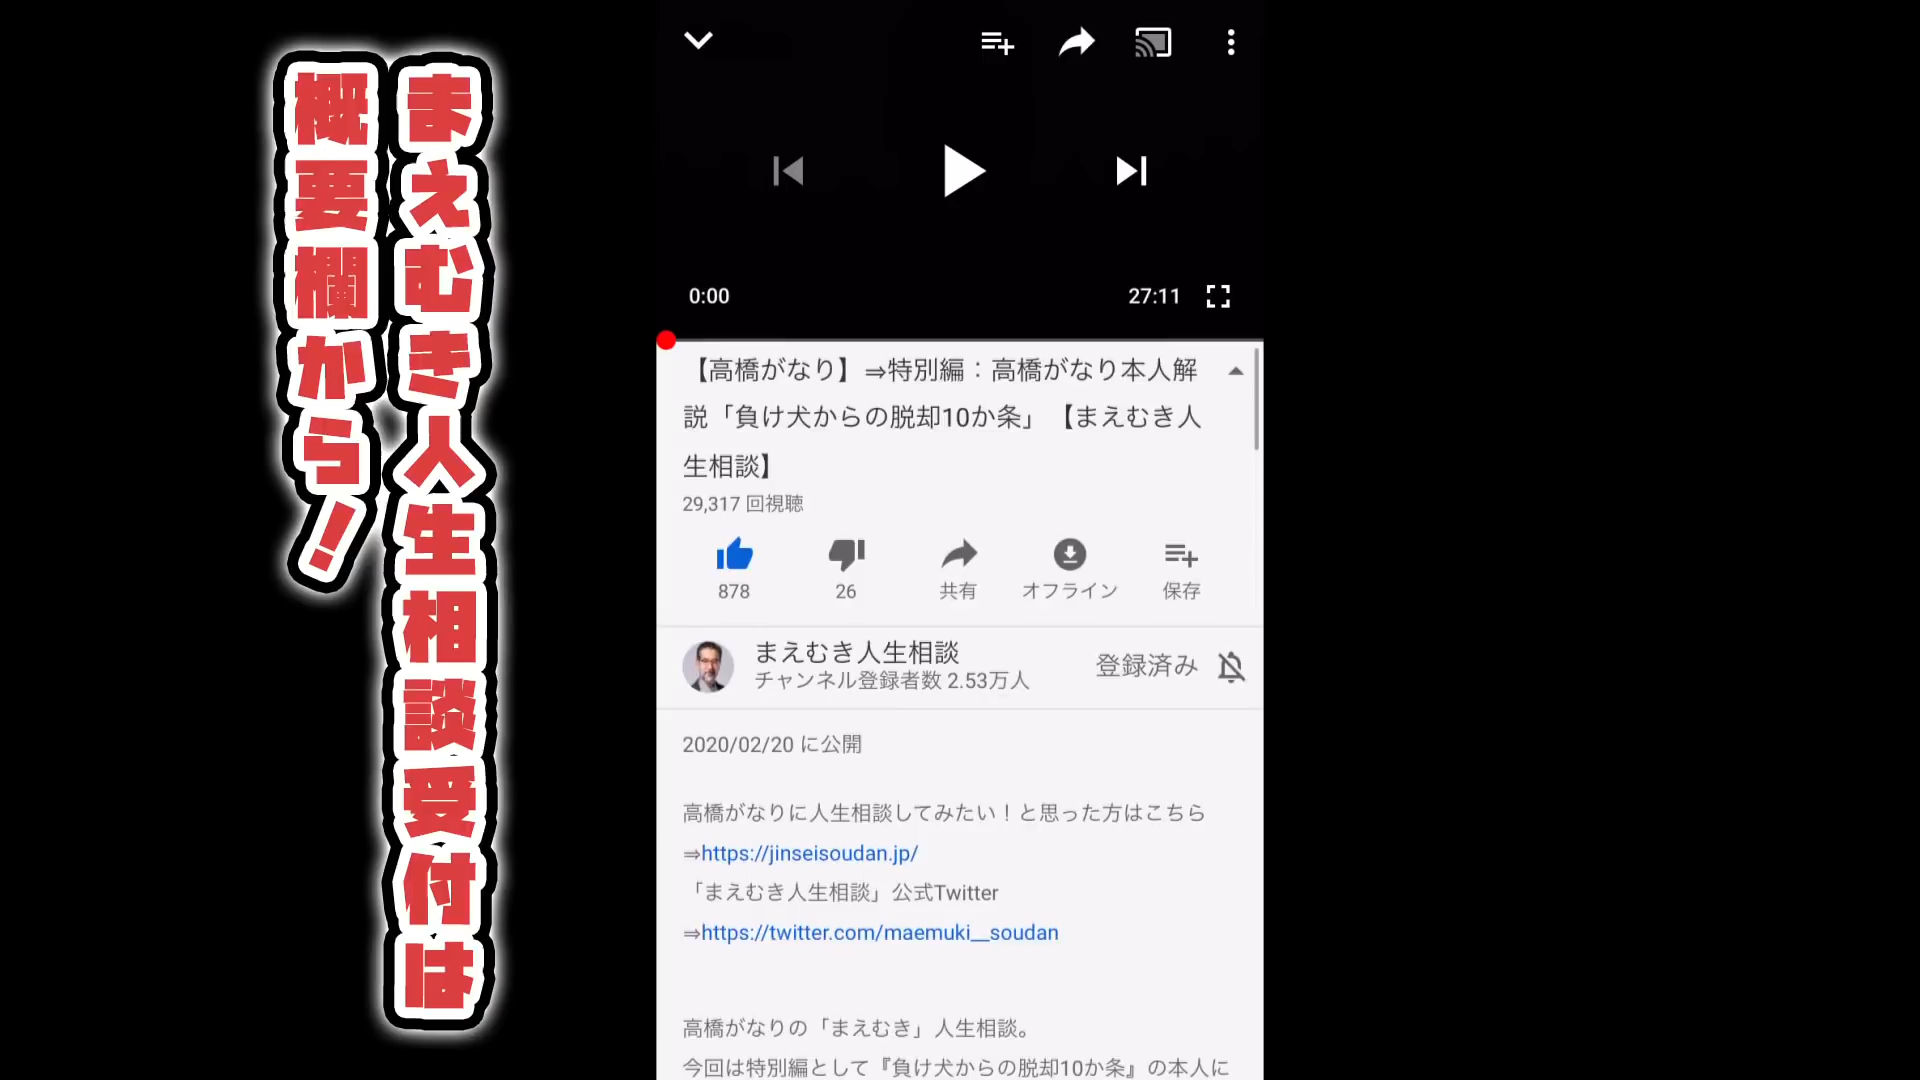 まえむき人生相談受付は
概要欄から！
0:00
27:11
【高橋がなり】⇒特別編：高橋がなり本人解
説「負け犬からの脱却10か条」【まえむき人
生相談】
29,317 回視聴
878
26
共有
オフライン
保存
まえむき人生相談
チャンネル登録者数 2.53万人
登録済み
2020/02/20 に公開
高橋がなりに人生相談してみたい！と思った方はこちら
⇒https://jinseisoudan.jp/
「まえむき人生相談」公式Twitter
⇒https://twitter.com/maemuki__soudan
高橋がなりの「まえむき」人生相談。
今回は特別編として『負け犬からの脱却10か条』の本人に